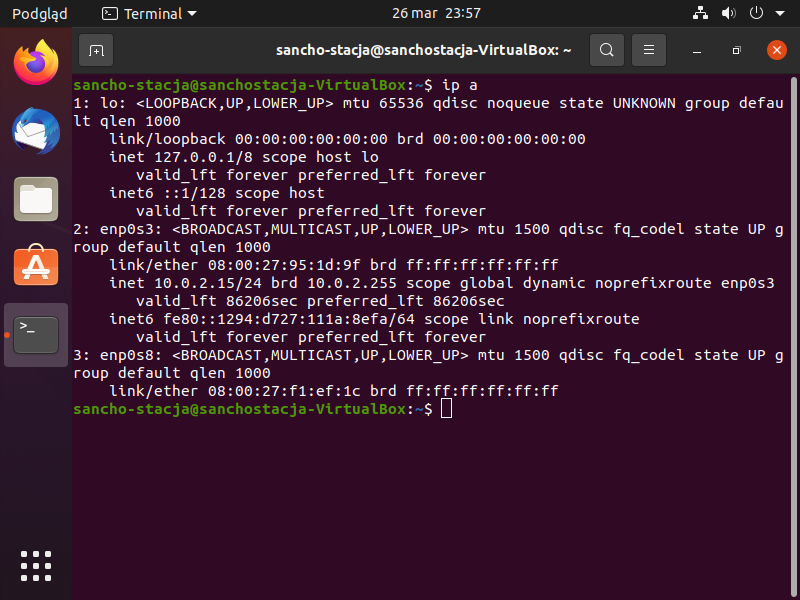 Podgląd Terminal 26 mar 23:57
sancho-stacja@sanchostacja-VirtualBox: ~
sancho-stacja@sanchostacja-VirtualBox:~$ ip a
1: lo: <LOOPBACK,UP,LOWER_UP> mtu 65536 qdisc noqueue state UNKNOWN group defau
lt qlen 1000
    link/loopback 00:00:00:00:00:00 brd 00:00:00:00:00:00
    inet 127.0.0.1/8 scope host lo
       valid_lft forever preferred_lft forever
    inet6 ::1/128 scope host
       valid_lft forever preferred_lft forever
2: enp0s3: <BROADCAST,MULTICAST,UP,LOWER_UP> mtu 1500 qdisc fq_codel state UP g
roup default qlen 1000
    link/ether 08:00:27:95:1d:9f brd ff:ff:ff:ff:ff:ff
    inet 10.0.2.15/24 brd 10.0.2.255 scope global dynamic noprefixroute enp0s3
       valid_lft 86206sec preferred_lft 86206sec
    inet6 fe80::1294:d727:111a:8efa/64 scope link noprefixroute
       valid_lft forever preferred_lft forever
3: enp0s8: <BROADCAST,MULTICAST,UP,LOWER_UP> mtu 1500 qdisc fq_codel state UP g
roup default qlen 1000
    link/ether 08:00:27:f1:ef:1c brd ff:ff:ff:ff:ff:ff
sancho-stacja@sanchostacja-VirtualBox:~$